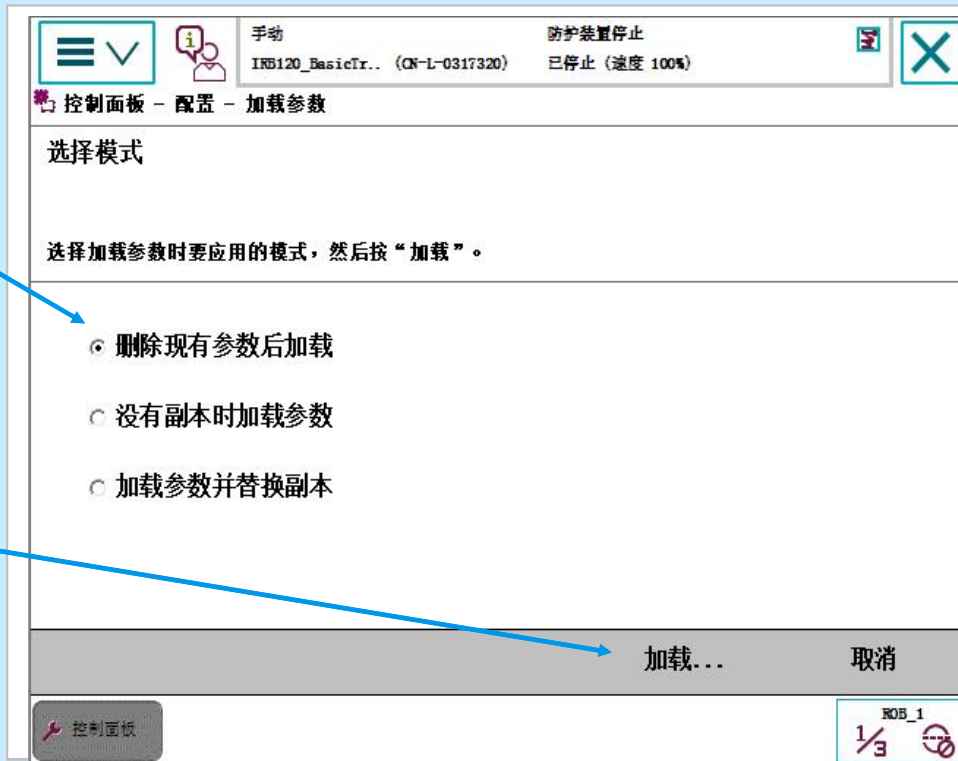 手动
IRB120_BasicTr.. (CN-L-0317320)
防护装置停止
已停止 (速度 100%)
控制面板 - 配置 - 加载参数
选择模式
选择加载参数时要应用的模式，然后按“加载”。
删除现有参数后加载
没有副本时加载参数
加载参数并替换副本
加载... 取消
控制面板
ROB_1
1/3